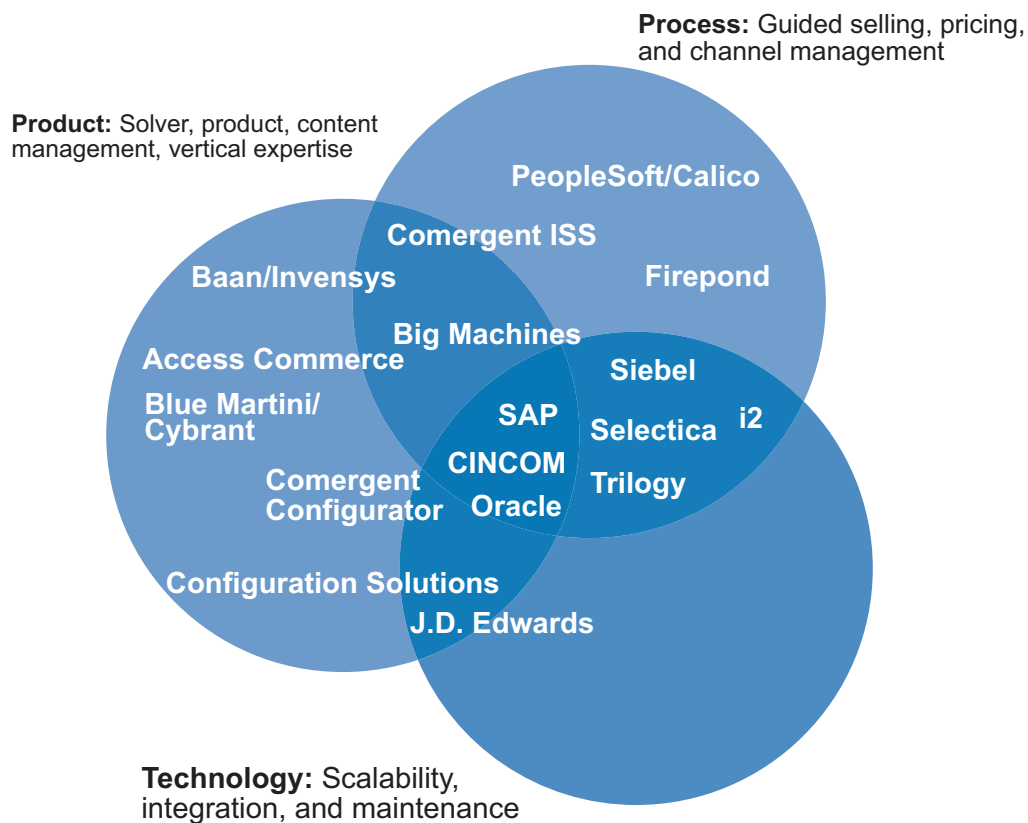 Process: Guided selling, pricing,
and channel management
Product: Solver, product, content
management, vertical expertise
PeopleSoft/Calico
Comergent ISS
Baan/Invensys
Firepond
Big Machines
Access Commerce
Siebel
Blue Martini/
Cybrant
SAP
i2
Selectica
CINCOM
Comergent
Configurator
Trilogy
Oracle
Configuration Solutions
J.D. Edwards
Technology: Scalability,
integration, and maintenance